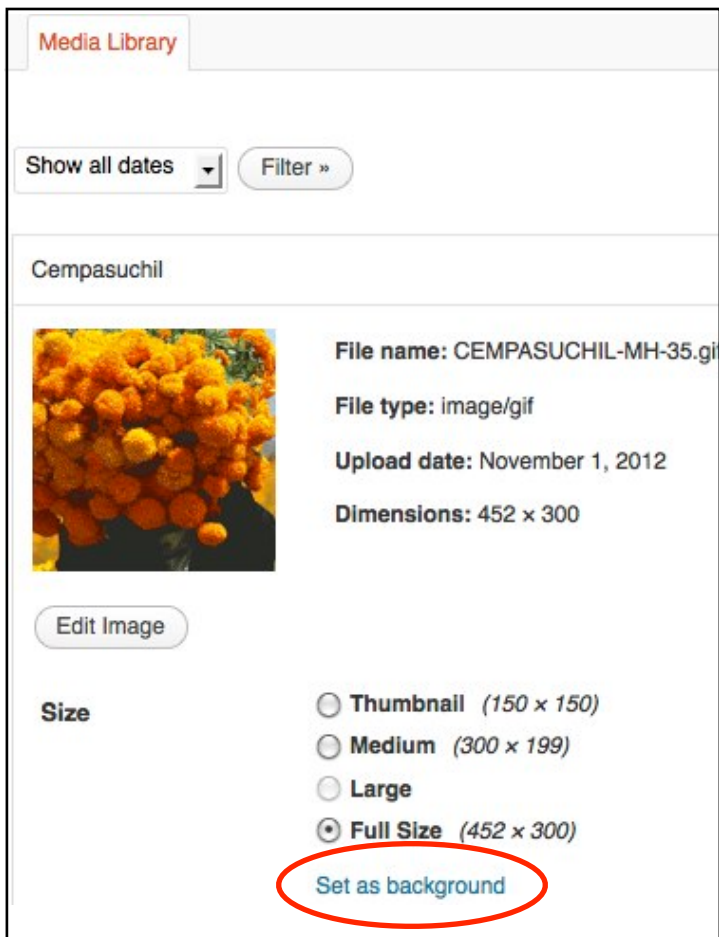 Media Library
Show all dates Filter »
Cempasuchil
File name: CEMPASUCHIL-MH-35.gif
File type: image/gif
Upload date: November 1, 2012
Dimensions: 452 × 300
Edit Image
Size
Thumbnail (150 × 150)
Medium (300 × 199)
Large
Full Size (452 × 300)
Set as background